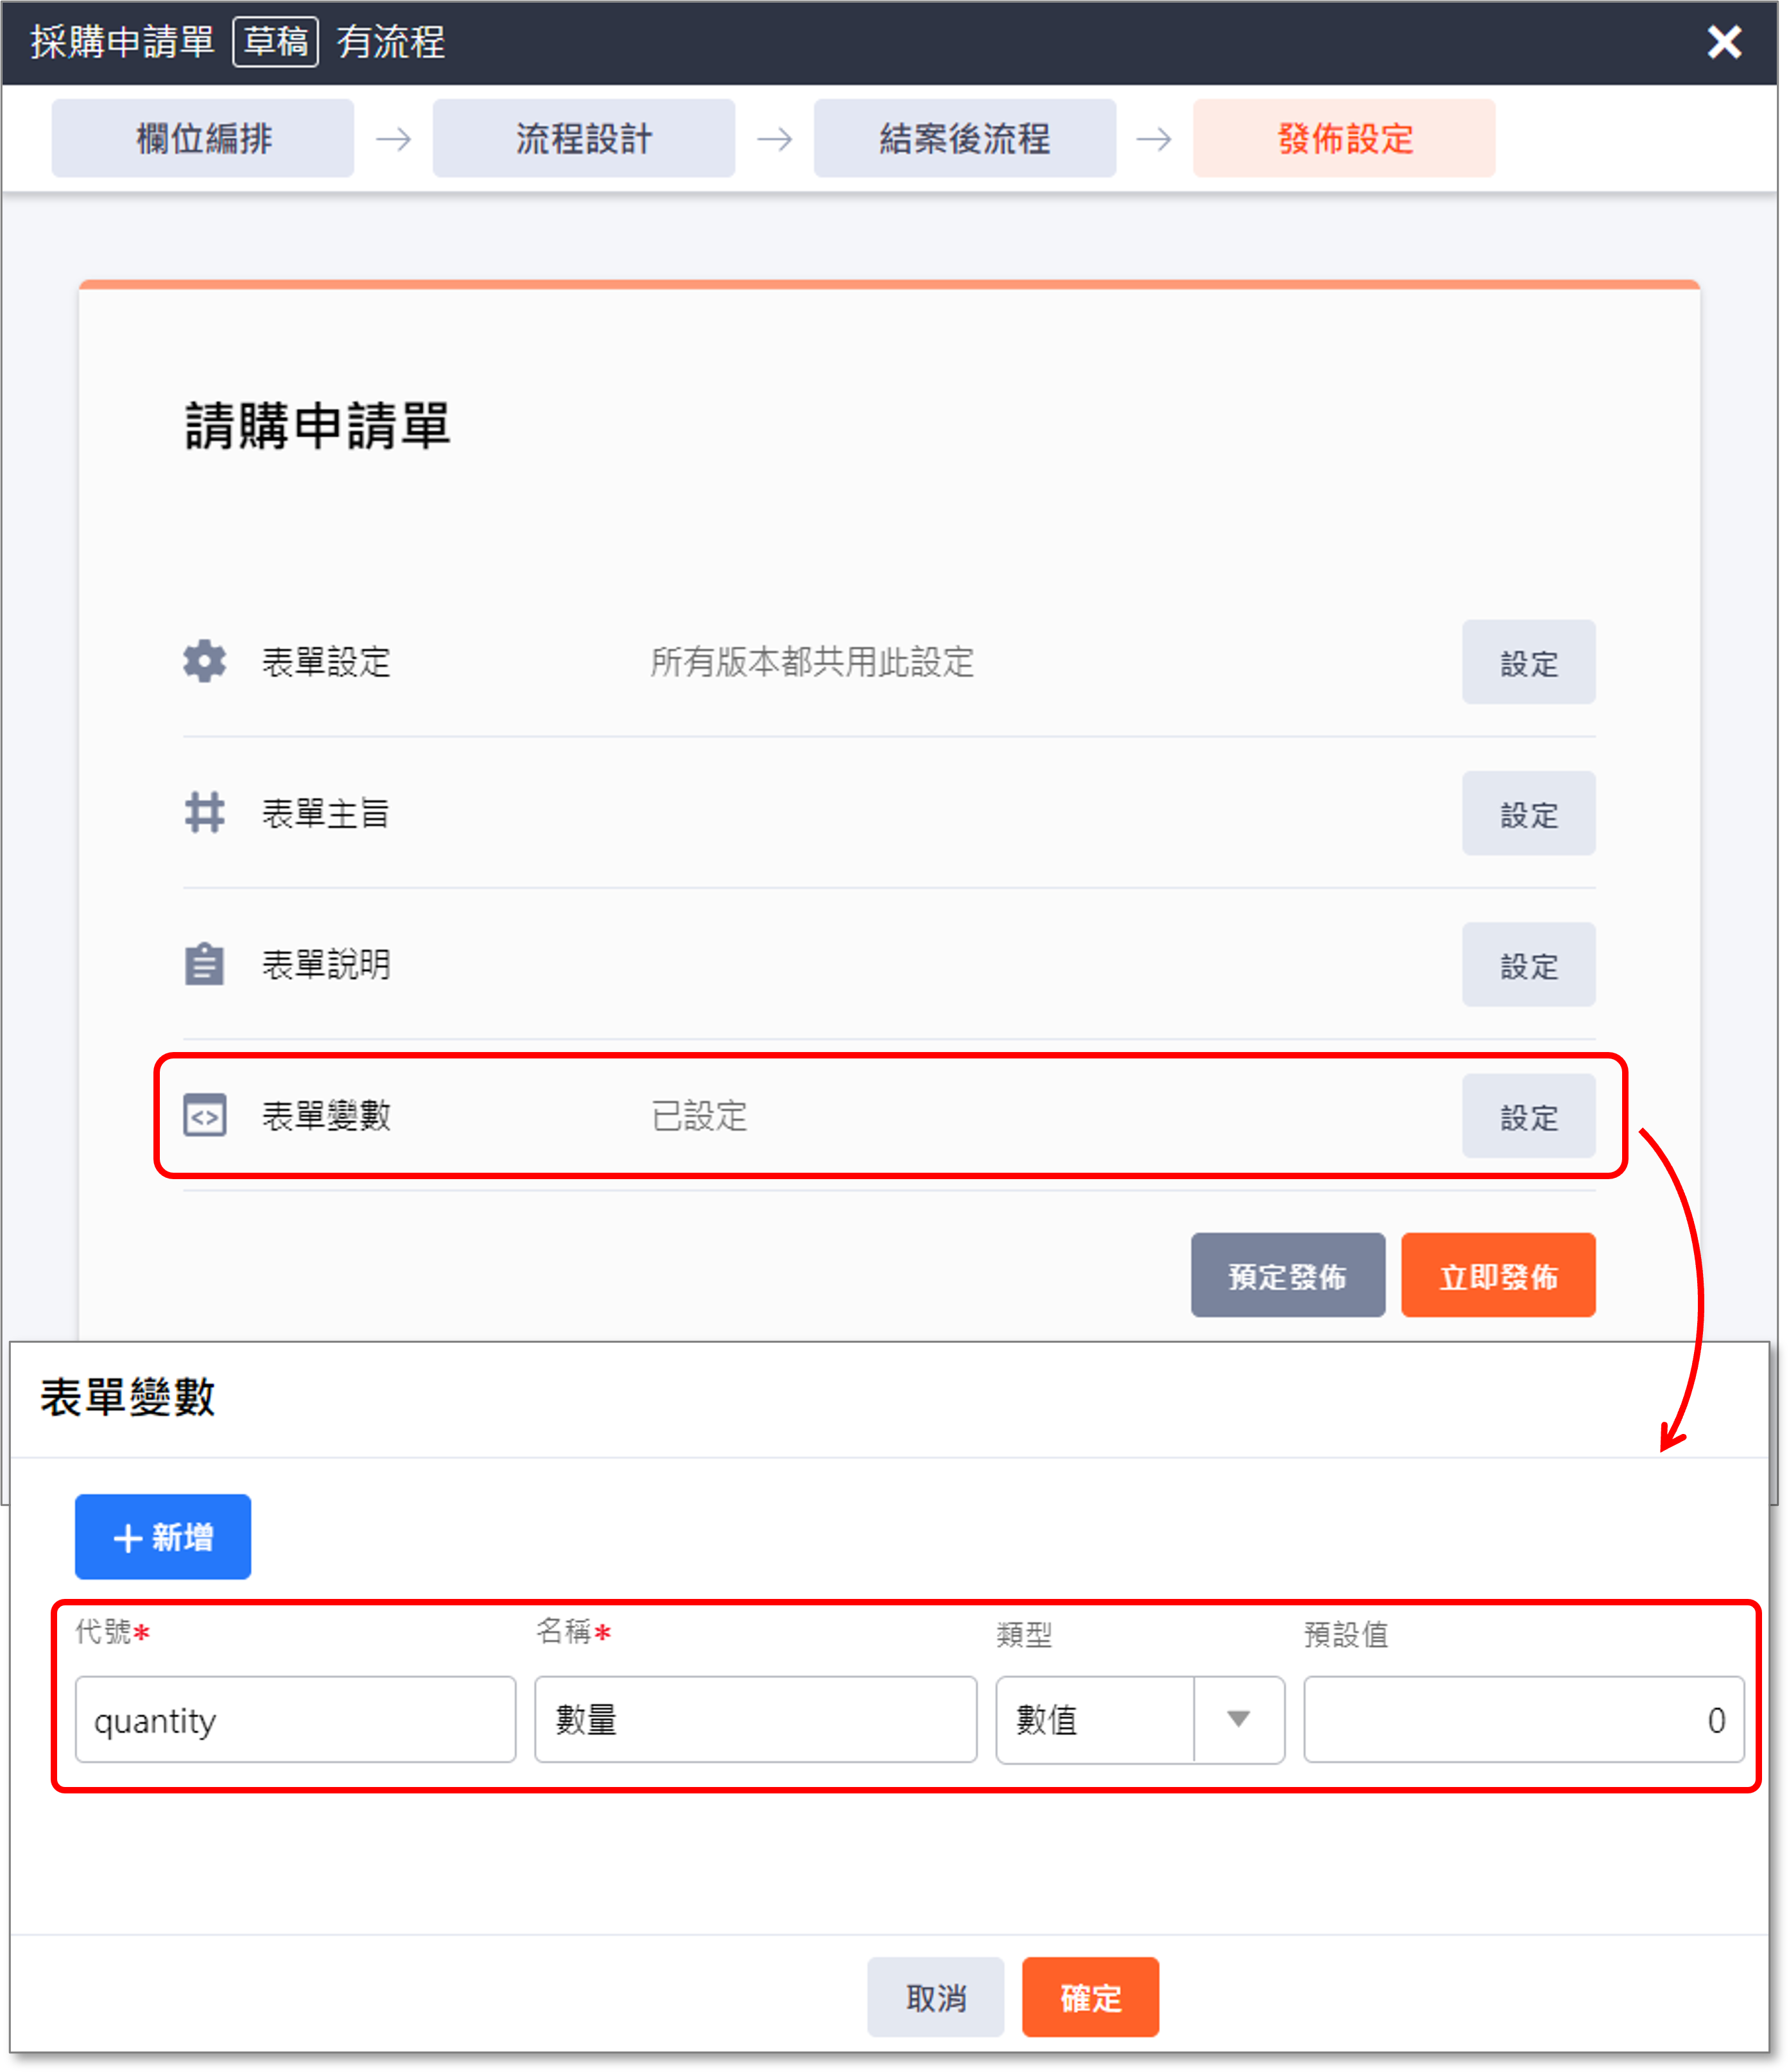 採購申請單 草稿 有流程
欄位編排 → 流程設計 → 結案後流程 → 發佈設定
請購申請單
表單設定 所有版本都共用此設定 設定
表單主旨 設定
表單說明 設定
表單變數 已設定 設定
預定發佈 立即發佈
表單變數
+ 新增
代號* 名稱* 類型 預設值
quantity 數量 數值 0
取消 確定